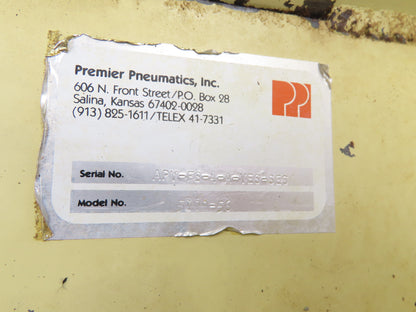 Premier Pneumatics, Inc.
606 N. Front Street/P.O. Box 28
Salina, Kansas 67402-0028
(913) 825-1611/TELEX 41-7331
Serial No.
Model No.